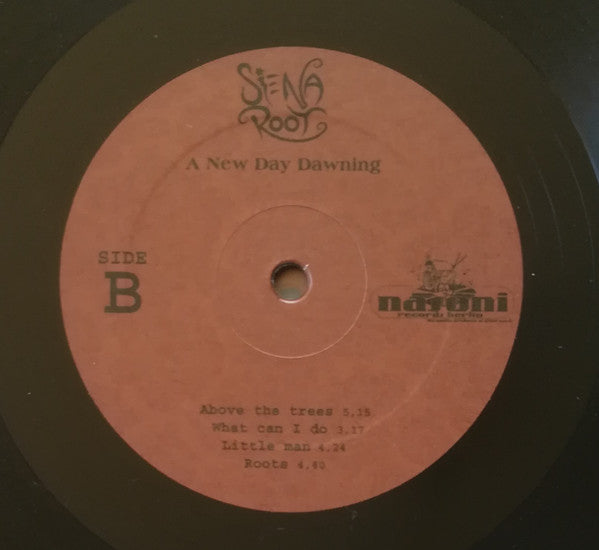 SIENA
ROOT
A New Day Dawning
SIDE
B
nasoni
records berlin
Above the trees 5,15
What can I do 3,17
Little man 4,24
Roots 4,40